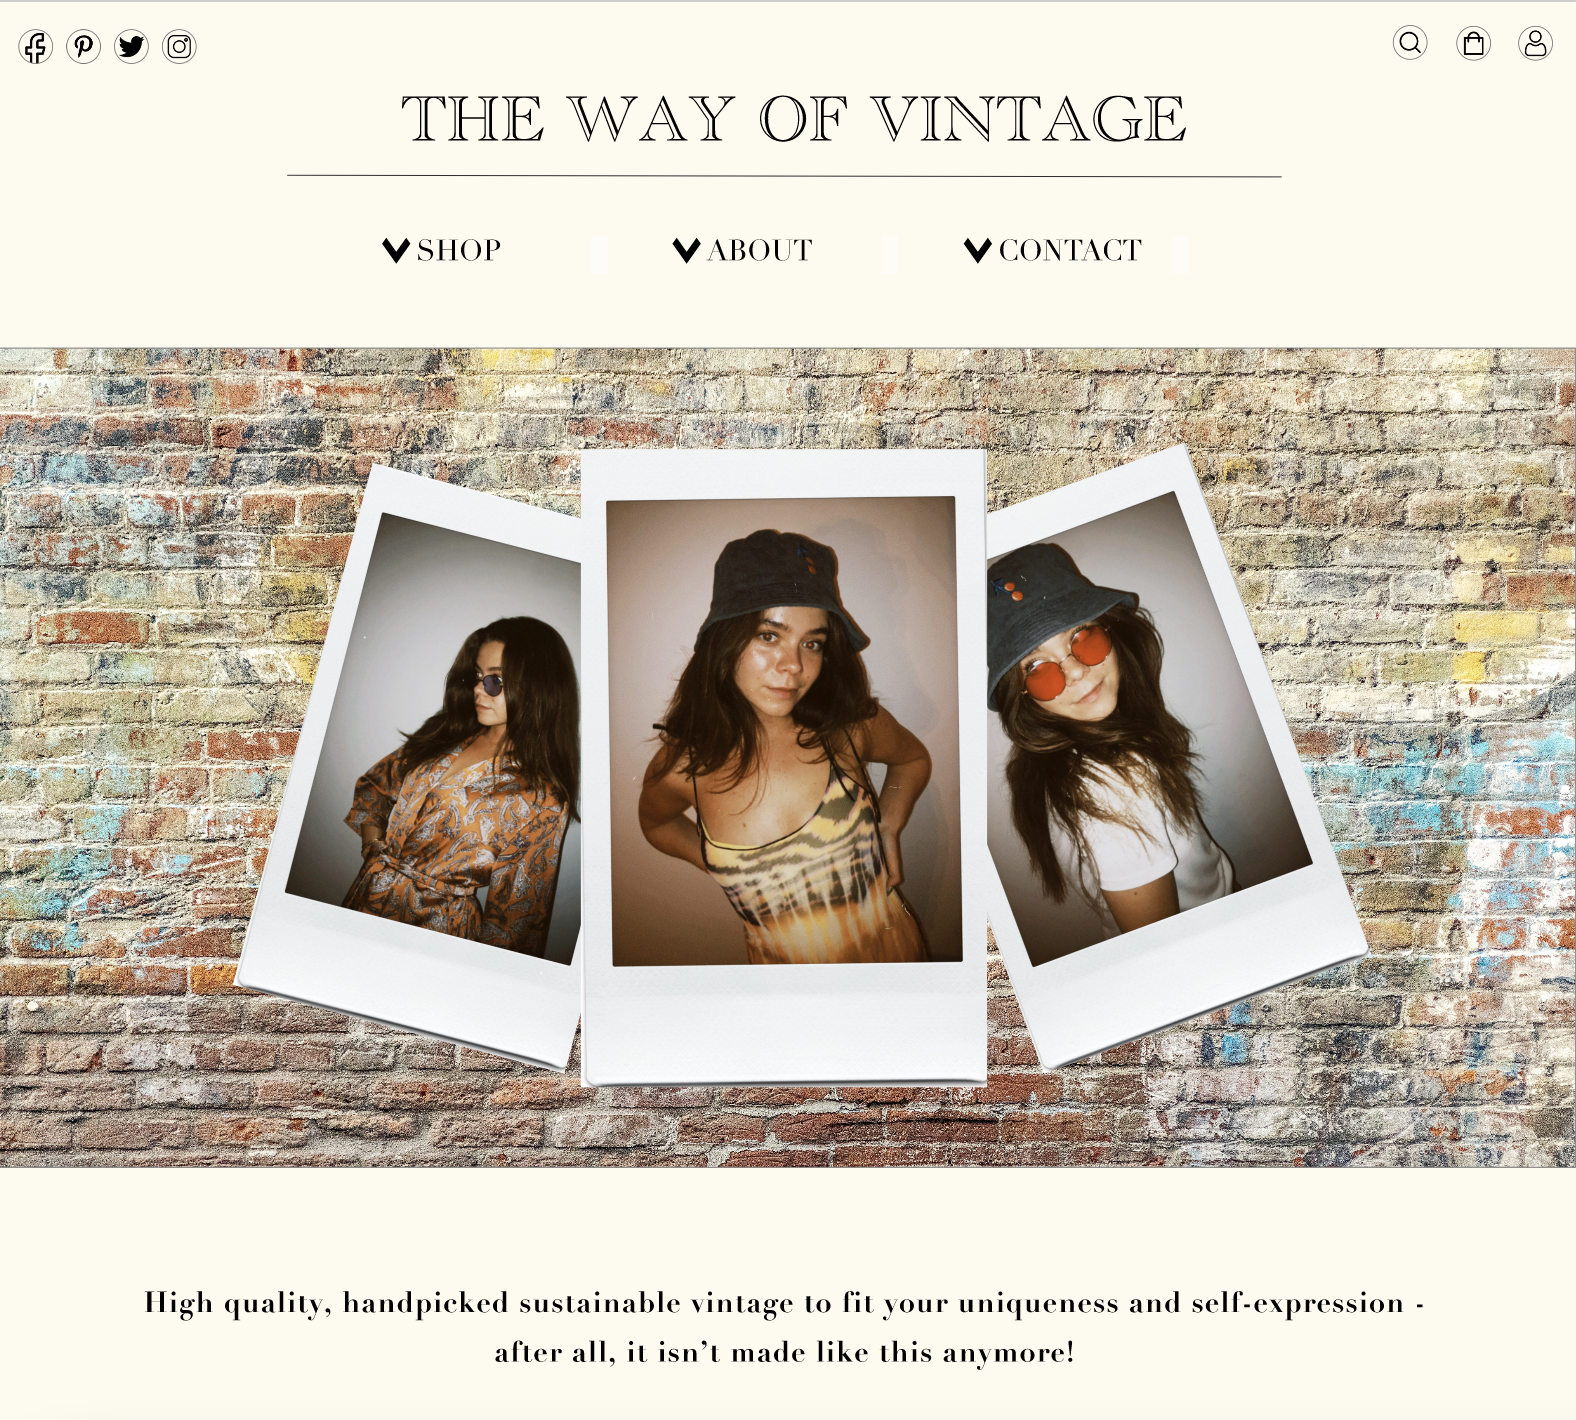 THE WAY OF VINTAGE
SHOP
ABOUT
CONTACT
High quality, handpicked sustainable vintage to fit your uniqueness and self-expression -
after all, it isn’t made like this anymore!